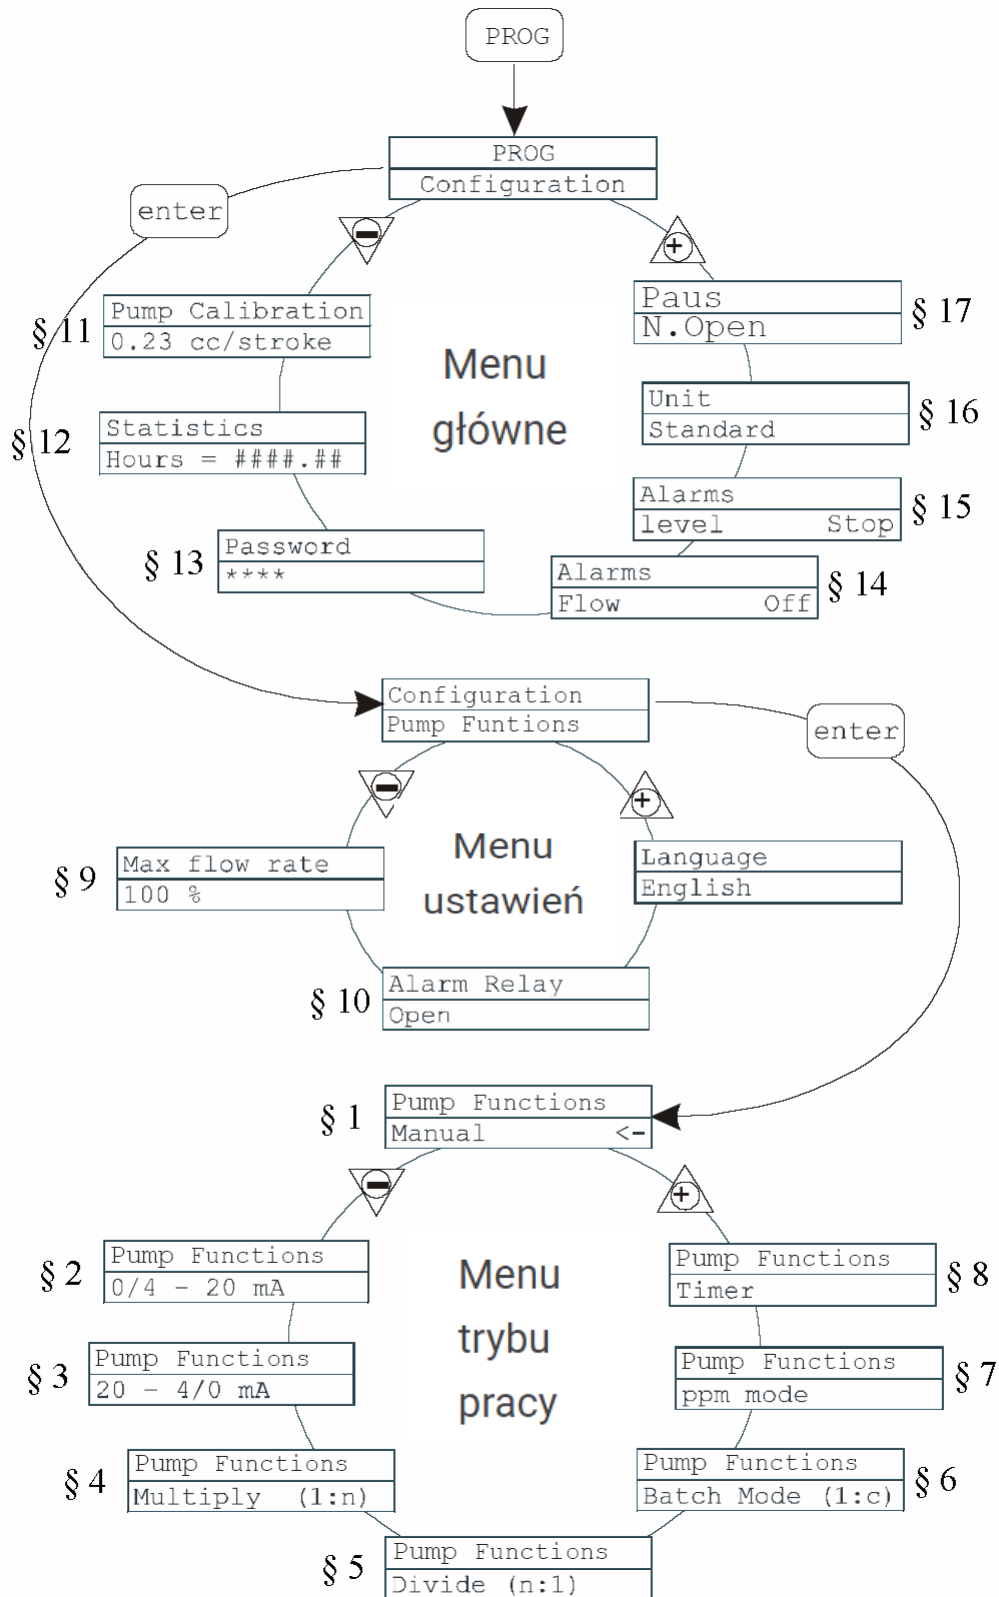 PROG
PROG
Configuration
enter
Pump Calibration
0.23 cc/stroke
§ 11
Statistics
Hours = ####.##
§ 12
Password
****
§ 13
Menu
główne
Paus
N.Open
§ 17
Unit
Standard
§ 16
Alarms
level Stop
§ 15
Alarms
Flow Off
§ 14
Configuration
Pump Funtions
enter
Max flow rate
100 %
§ 9
Menu
ustawień
Language
English
Alarm Relay
Open
§ 10
§ 1
Pump Functions
Manual <-
§ 2
Pump Functions
0/4 - 20 mA
§ 3
Pump Functions
20 - 4/0 mA
§ 4
Pump Functions
Multiply (1:n)
Menu
trybu
pracy
Pump Functions
Timer
§ 8
Pump Functions
ppm mode
§ 7
Pump Functions
Batch Mode (1:c)
§ 6
§ 5
Pump Functions
Divide (n:1)